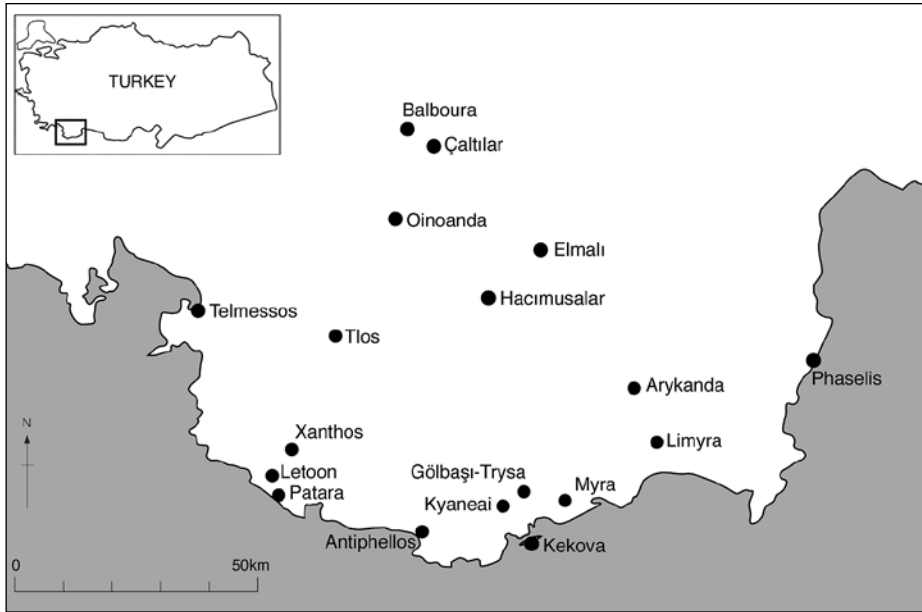 TURKEY
Balboura
Çaltılar
Oinoanda
Elmalı
Hacımusalar
Telmessos
Tlos
Phaselis
Arykanda
Xanthos
Limyra
Letoon
Gölbaşı-Trysa
Patara
Myra
Kyaneai
Antiphellos
Kekova
N
0 50km